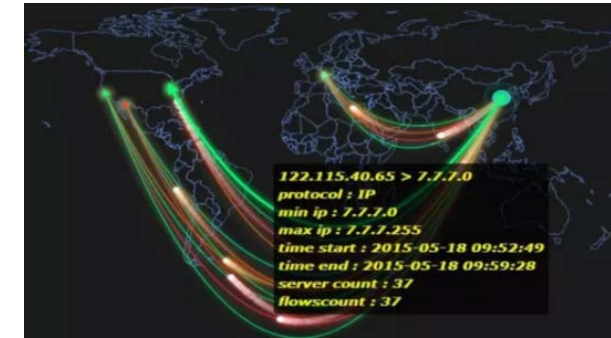 122.115.40.65 > 7.7.7.0
protocol : IP
min ip : 7.7.7.0
max ip : 7.7.7.255
time start : 2015-05-18 09:52:49
time end : 2015-05-18 09:59:28
server count : 37
flowscount : 37